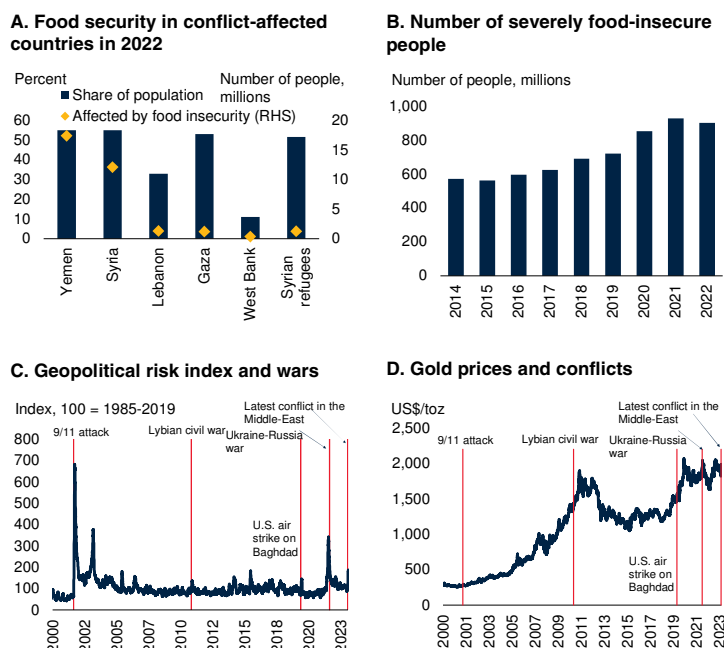 A. Food security in conflict-affected
countries in 2022
Percent
Number of people,
millions
Share of population
Affected by food insecurity (RHS)
60
50
40
30
20
10
0
20
15
10
5
0
Yemen
Syria
Lebanon
Gaza
West Bank
Syrian
refugees
B. Number of severely food-insecure
people
Number of people, millions
1,000
800
600
400
200
0
2014
2015
2016
2017
2018
2019
2020
2021
2022
C. Geopolitical risk index and wars
Index, 100 = 1985-2019
800
700
600
500
400
300
200
100
0
9/11 attack
Lybian civil war
Latest conflict in the
Middle-East
Ukraine-Russia
war
U.S. air
strike on
Baghdad
2000
2002
2005
2007
2010
2012
2015
2017
2020
2023
D. Gold prices and conflicts
US$/toz
2,500
2,000
1,500
1,000
500
0
9/11 attack
Lybian civil war
Latest conflict in the
Middle-East
Ukraine-Russia
war
U.S. air
strike on
Baghdad
2000
2001
2003
2005
2007
2009
2011
2013
2015
2017
2019
2021
2023